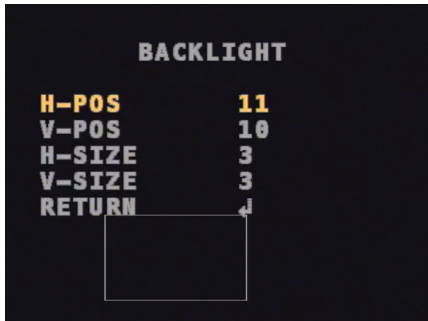 BACKLIGHT
H-POS 11
V-POS 10
H-SIZE 3
V-SIZE 3
RETURN ↲